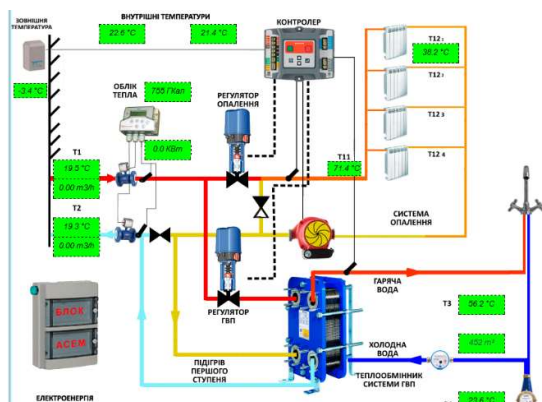 ЗОВНІШНЯ
ТЕМПЕРАТУРА
-3.4 °C
ВНУТРІШНІ ТЕМПЕРАТУРИ
22.6 °C
21.4 °C
КОНТРОЛЕР
ОБЛІК
ТЕПЛА
755 ГКал
0.0 КВт
РЕГУЛЯТОР
ОПАЛЕННЯ
T12 1
38.2 °C
T12 2
T12 3
T12 4
T1
19.5 °C
0.00 m3/h
T2
19.3 °C
0.00 m3/h
T11
71.4 °C
СИСТЕМА
ОПАЛЕННЯ
РЕГУЛЯТОР
ГВП
ГАРЯЧА
ВОДА
T3
56.2 °C
452 m³
ХОЛОДНА
ВОДА
БЛОК
АСЕМ
ПІДІГРІВ
ПЕРШОГО
СТУПЕНЯ
ТЕПЛООБМІННИК
СИСТЕМИ ГВП
ЕЛЕКТРОЕНЕРГІЯ